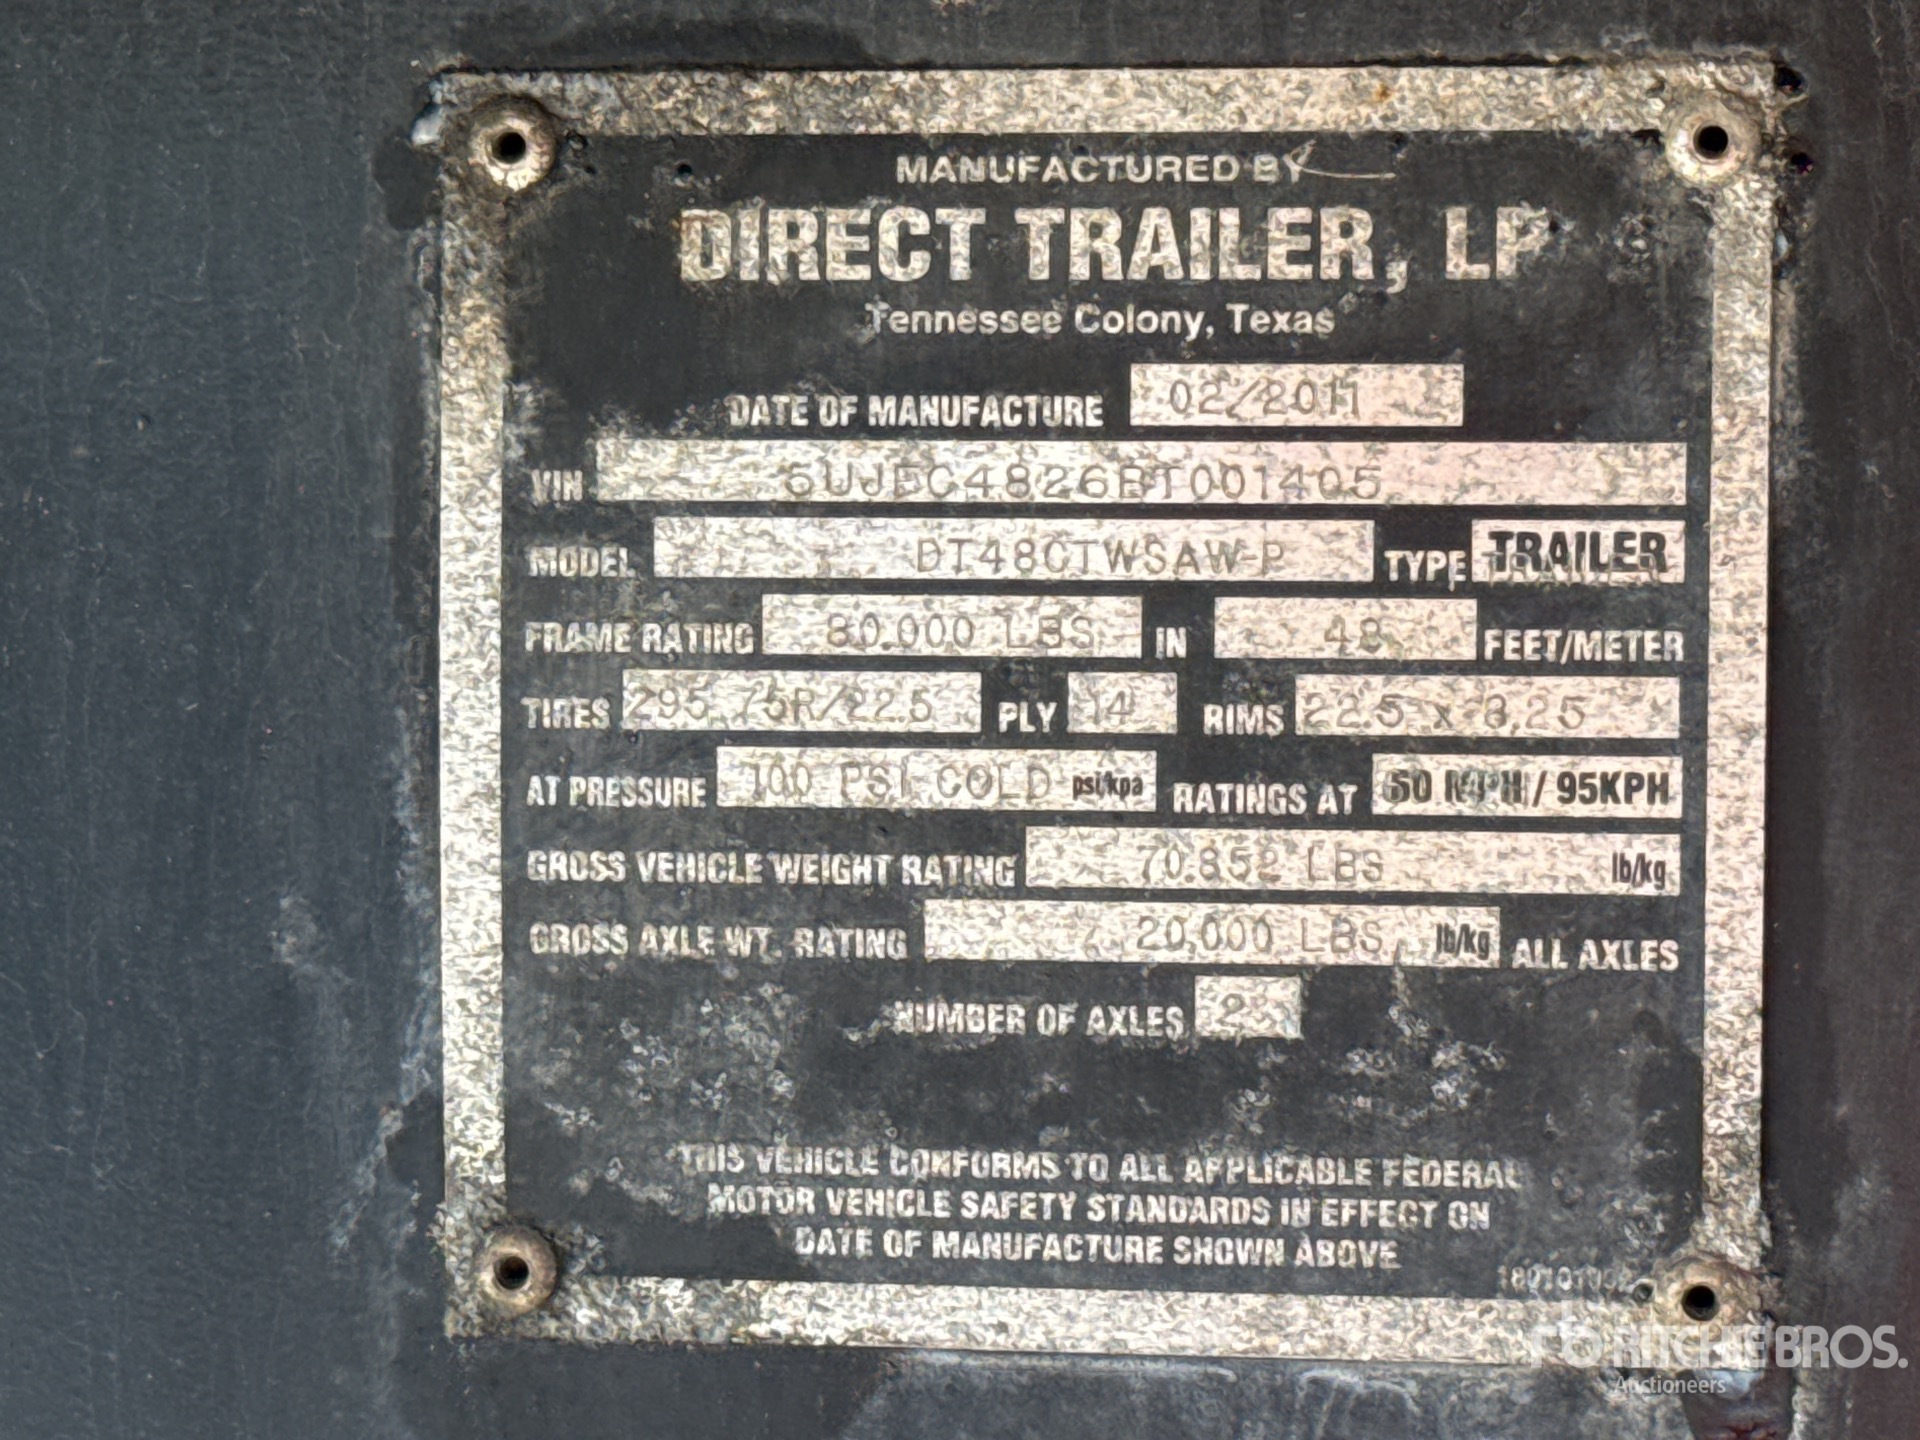 MANUFACTURED BY
DIRECT TRAILER, LP
Tennessee Colony, Texas
DATE OF MANUFACTURE 02/2011
VIN 5UJEC4826BT001405
MODEL DT48CTWSAW-P TYPE TRAILER
FRAME RATING 80,000 LBS IN 48 FEET/METER
TIRES 295 75R/22.5 PLY 14 RIMS 22.5 x 8.25
AT PRESSURE 100 PSI COLD psi/kpa RATINGS AT 60 MPH / 95KPH
GROSS VEHICLE WEIGHT RATING 70,852 LBS lb/kg
GROSS AXLE WT. RATING 20,000 LBS lb/kg ALL AXLES
NUMBER OF AXLES 2
THIS VEHICLE CONFORMS TO ALL APPLICABLE FEDERAL
MOTOR VEHICLE SAFETY STANDARDS IN EFFECT ON
DATE OF MANUFACTURE SHOWN ABOVE
rb RITCHIE BROS.
Auctioneers